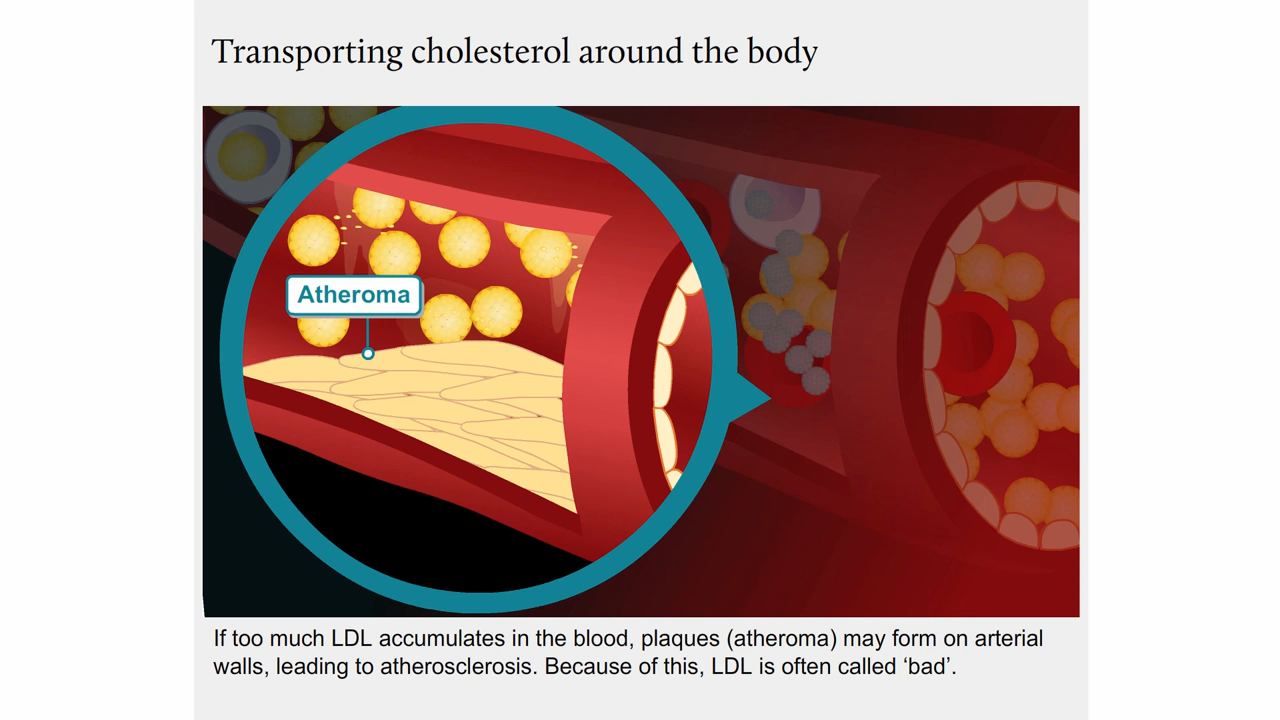 Transporting cholesterol around the body
Atheroma
If too much LDL accumulates in the blood, plaques (atheroma) may form on arterial
walls, leading to atherosclerosis. Because of this, LDL is often called ‘bad’.